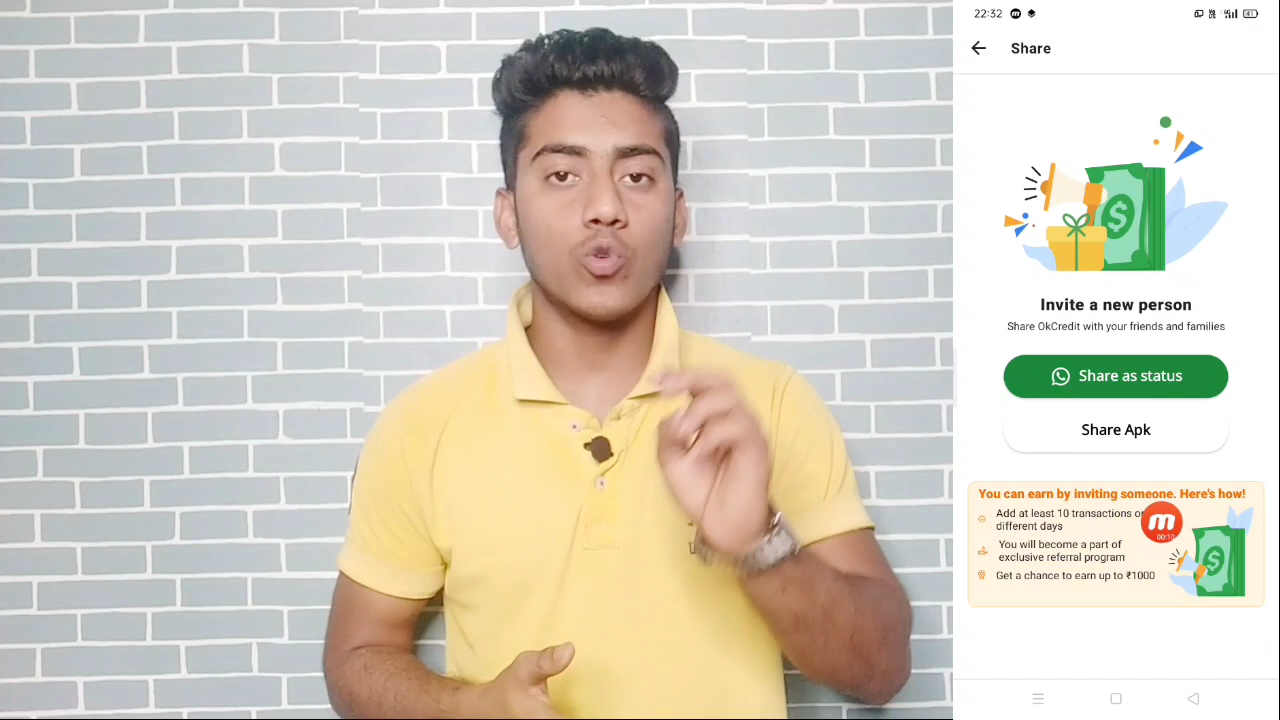 22:32
Share
Invite a new person
Share OkCredit with your friends and families
Share as status
Share Apk
You can earn by inviting someone. Here's how!
Add at least 10 transactions
different days
You will become a part of
exclusive referral program
Get a chance to earn up to ₹1000
00:10